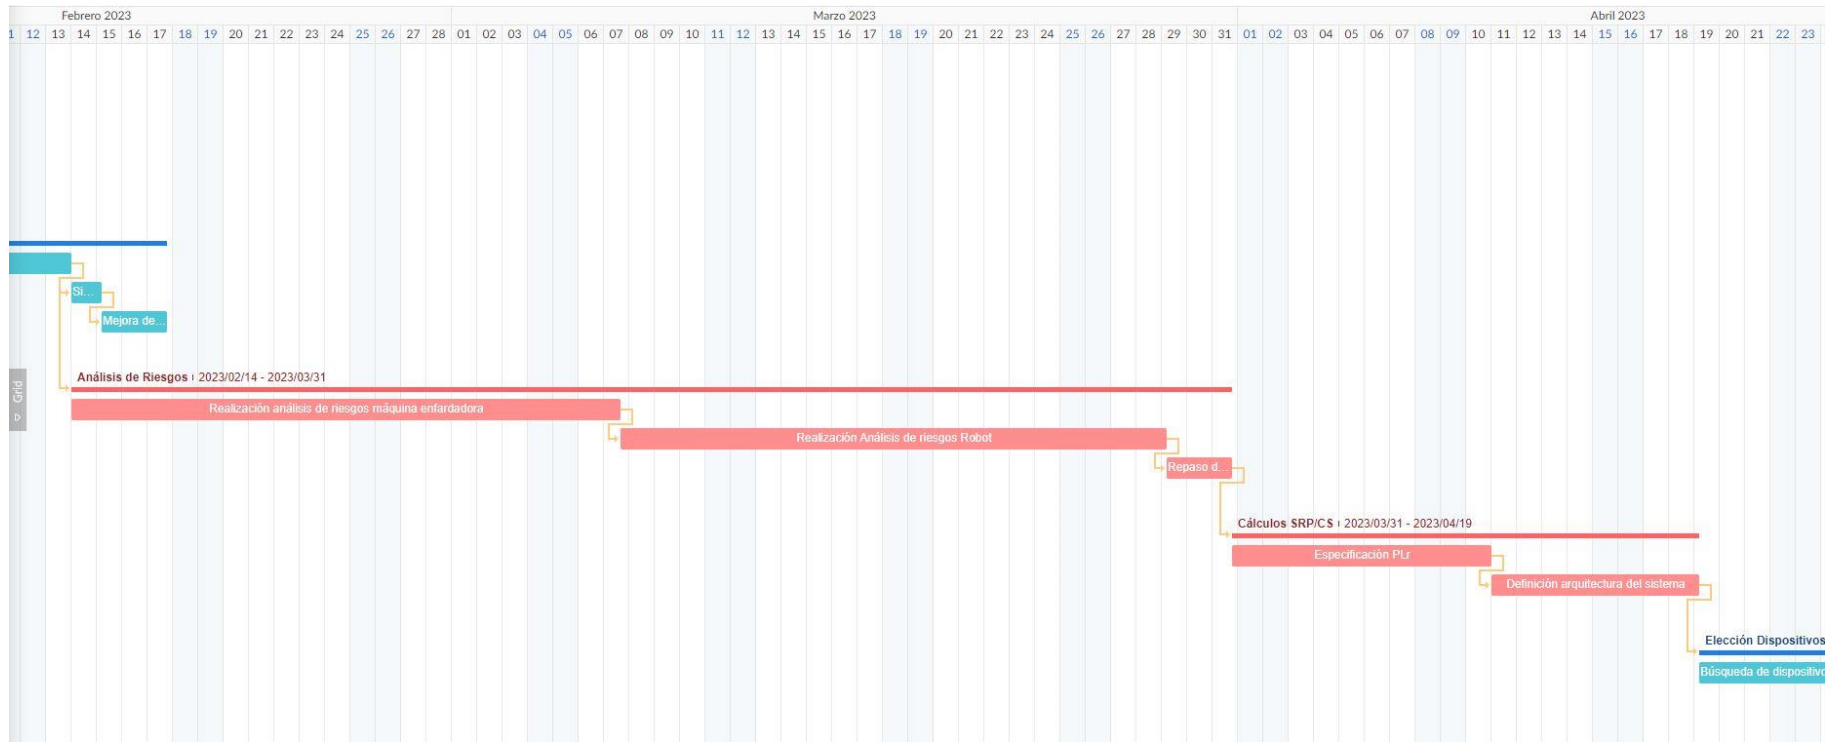 Febrero 2023 Marzo 2023 Abril 2023
1 12 13 14 15 16 17 18 19 20 21 22 23 24 25 26 27 28 01 02 03 04 05 06 07 08 09 10 11 12 13 14 15 16 17 18 19 20 21 22 23 24 25 26 27 28 29 30 31 01 02 03 04 05 06 07 08 09 10 11 12 13 14 15 16 17 18 19 20 21 22 23
Si...
Mejora de...
Análisis de Riesgos 2023/02/14 - 2023/03/31
Grid
Realización análisis de riesgos máquina enfardadora
Realización Análisis de riesgos Robot
Repaso d...
Cálculos SRP/CS 2023/03/31 - 2023/04/19
Especificación PLr
Definición arquitectura del sistema
Elección Dispositivos
Búsqueda de dispositivo